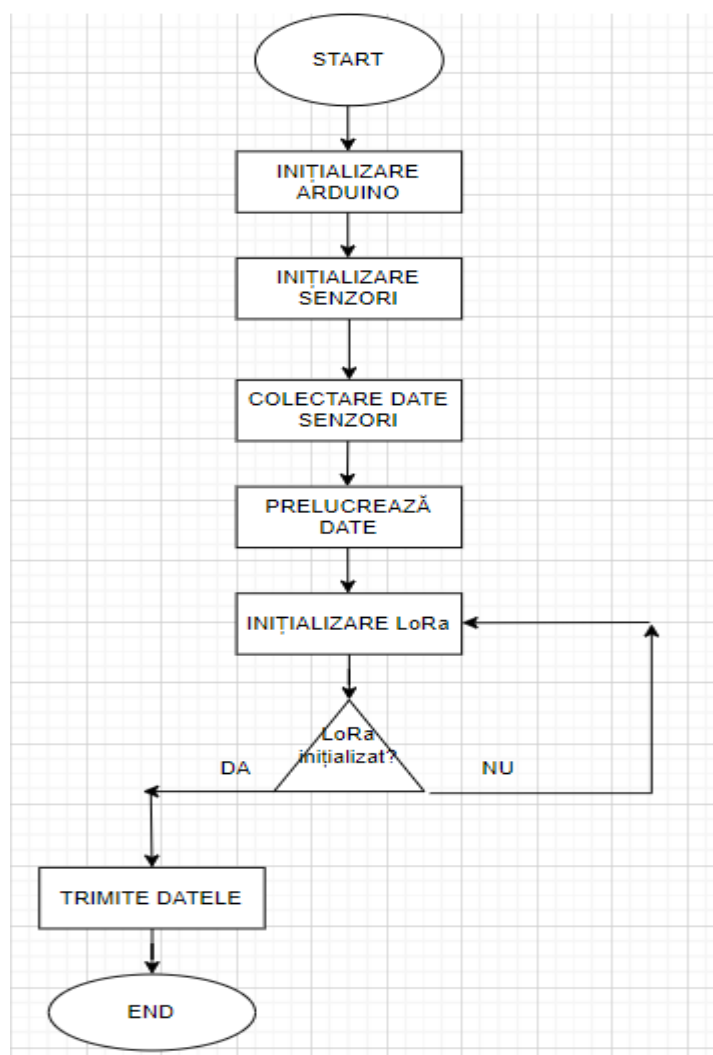 START
INIȚIALIZARE
ARDUINO
INIȚIALIZARE
SENZORI
COLECTARE DATE
SENZORI
PRELUCREAZĂ
DATE
INIȚIALIZARE LoRa
LoRa
inițializat?
DA
NU
TRIMITE DATELE
END